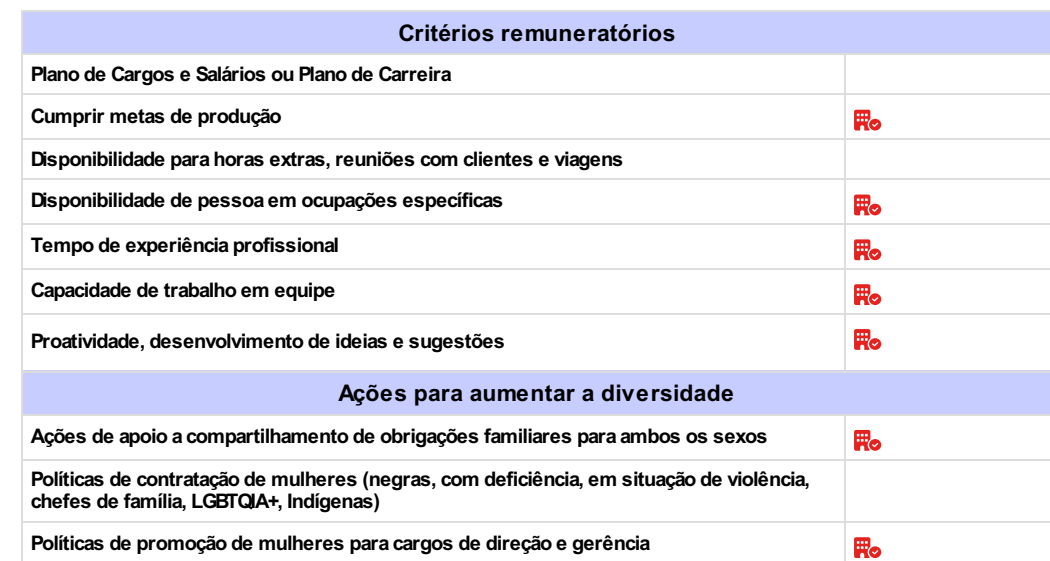 Critérios remuneratórios
Plano de Cargos e Salários ou Plano de Carreira
Cumprir metas de produção
Disponibilidade para horas extras, reuniões com clientes e viagens
Disponibilidade de pessoa em ocupações específicas
Tempo de experiência profissional
Capacidade de trabalho em equipe
Proatividade, desenvolvimento de ideias e sugestões
Ações para aumentar a diversidade
Ações de apoio a compartilhamento de obrigações familiares para ambos os sexos
Políticas de contratação de mulheres (negras, com deficiência, em situação de violência,
chefes de família, LGBTQIA+, Indígenas)
Políticas de promoção de mulheres para cargos de direção e gerência